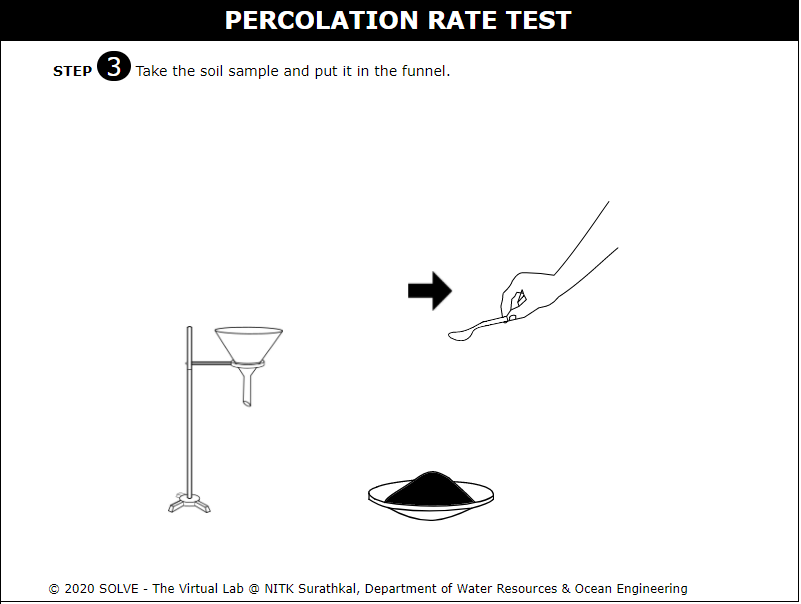 PERCOLATION RATE TEST
STEP 3 Take the soil sample and put it in the funnel.
© 2020 SOLVE - The Virtual Lab @ NITK Surathkal, Department of Water Resources & Ocean Engineering